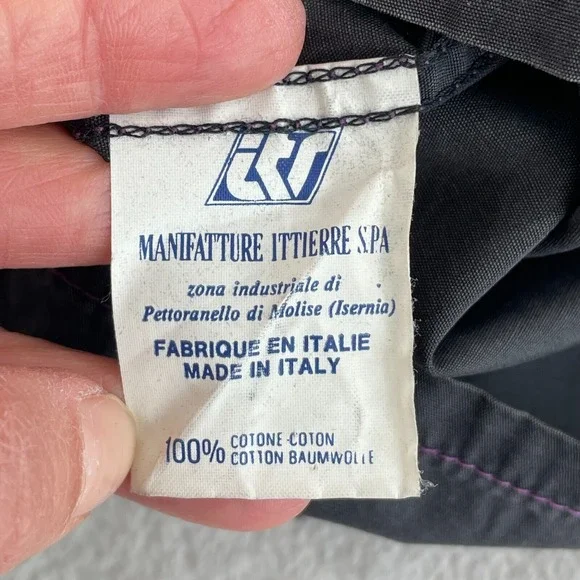 itr
MANIFATTURE ITTIERRE S.P.A
zona industriale di
Pettoranello di Molise (Isernia)
FABRIQUE EN ITALIE
MADE IN ITALY
100% COTONE-COTON
COTTON BAUMWOLLE